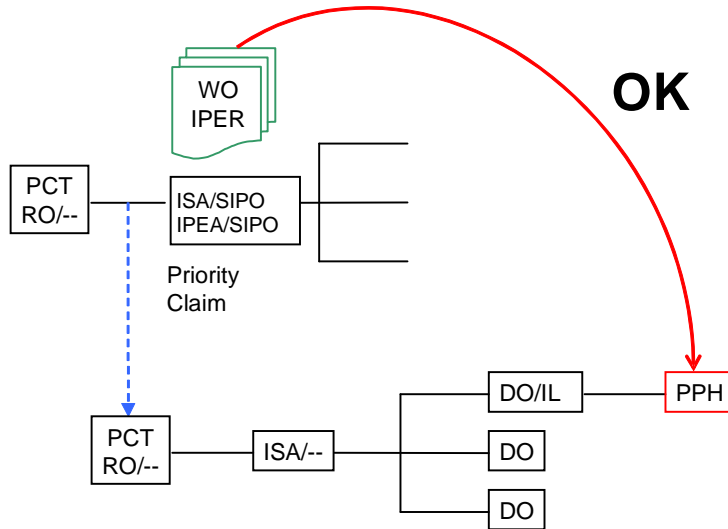 WO
IPER
OK
PCT
RO/--
ISA/SIPO
IPEA/SIPO
Priority
Claim
DO/IL
PPH
PCT
RO/--
ISA/--
DO
DO